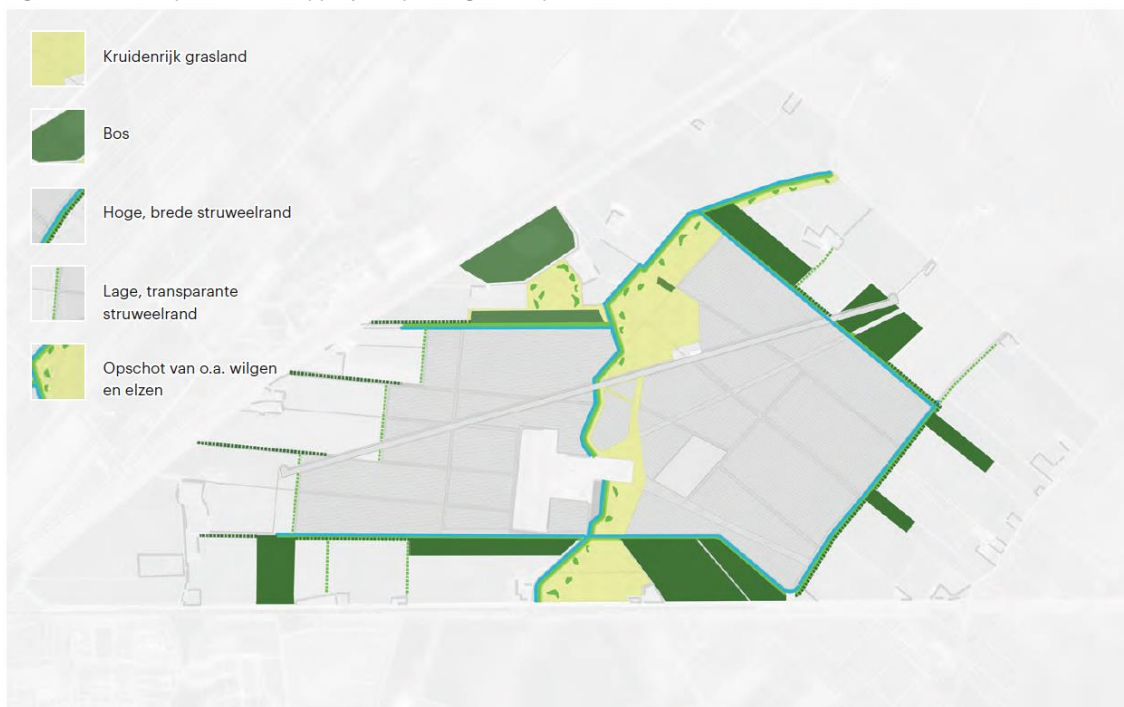 Kruidenrijk grasland
Bos
Hoge, brede struweelrand
Lage, transparante
struweelrand
Opschot van o.a. wilgen
en elzen